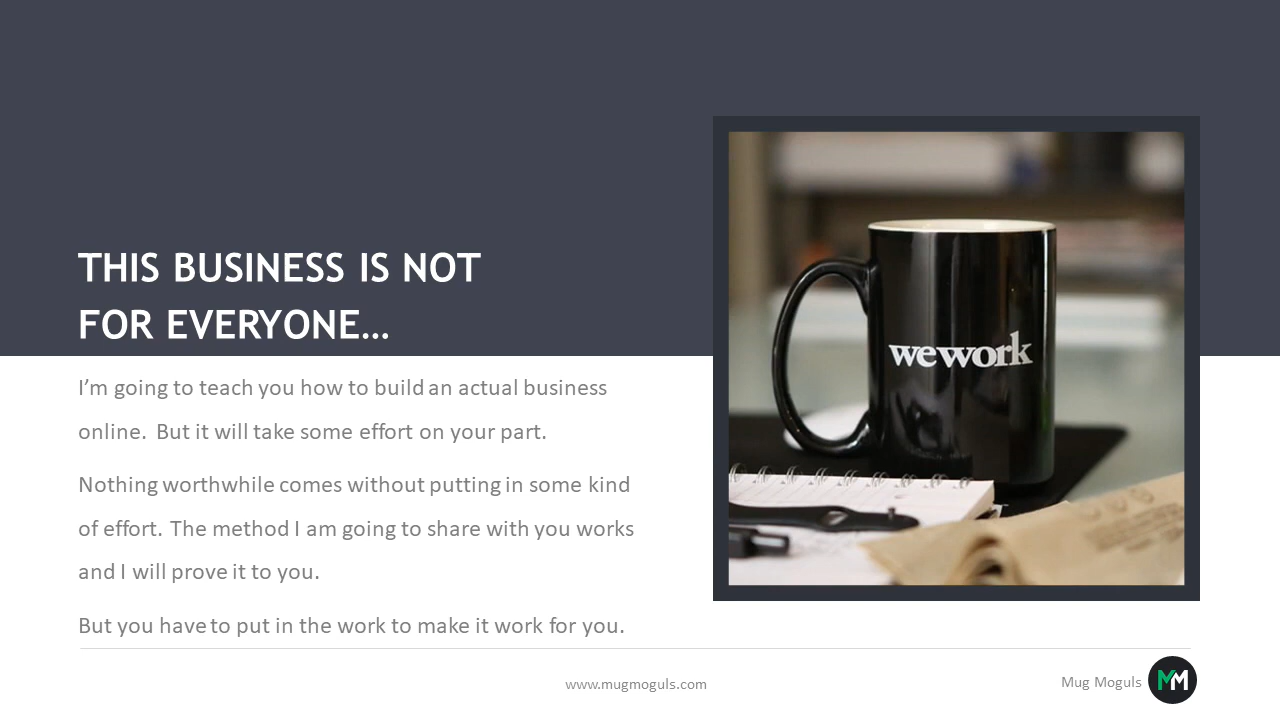 THIS BUSINESS IS NOT
FOR EVERYONE…
I’m going to teach you how to build an actual business
online.  But it will take some effort on your part.
Nothing worthwhile comes without putting in some kind
of effort.  The method I am going to share with you works
and I will prove it to you.
But you have to put in the work to make it work for you.
wework
www.mugmoguls.com
Mug Moguls
MM